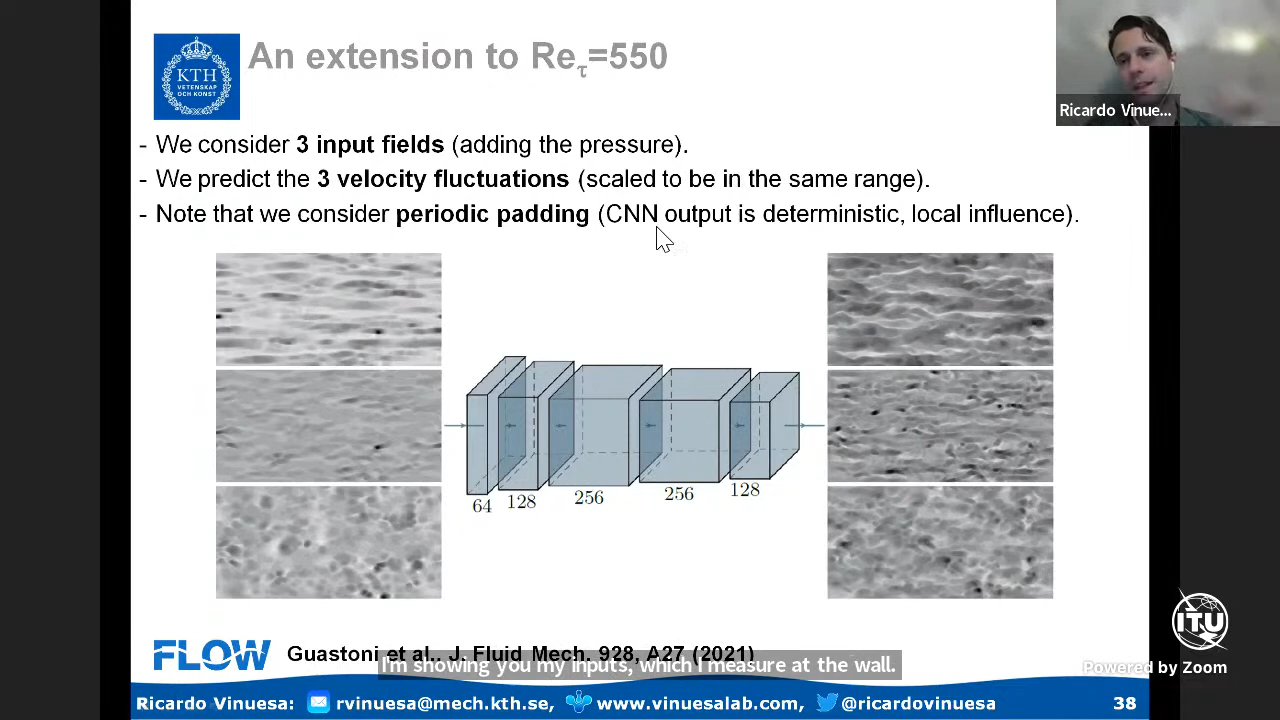 An extension to Reτ=550
KTH
VETENSKAP
OCH KONST
Ricardo Vinue...
- We consider 3 input fields (adding the pressure).
- We predict the 3 velocity fluctuations (scaled to be in the same range).
- Note that we consider periodic padding (CNN output is deterministic, local influence).
64
128
256
256
128
ITU
Powered by Zoom
FLOW
Guastoni et al., J. Fluid Mech. 928, A27 (2021)
I'm showing you my inputs, which I measure at the wall.
Ricardo Vinuesa: rvinuesa@mech.kth.se, www.vinuesalab.com, @ricardovinuesa 38